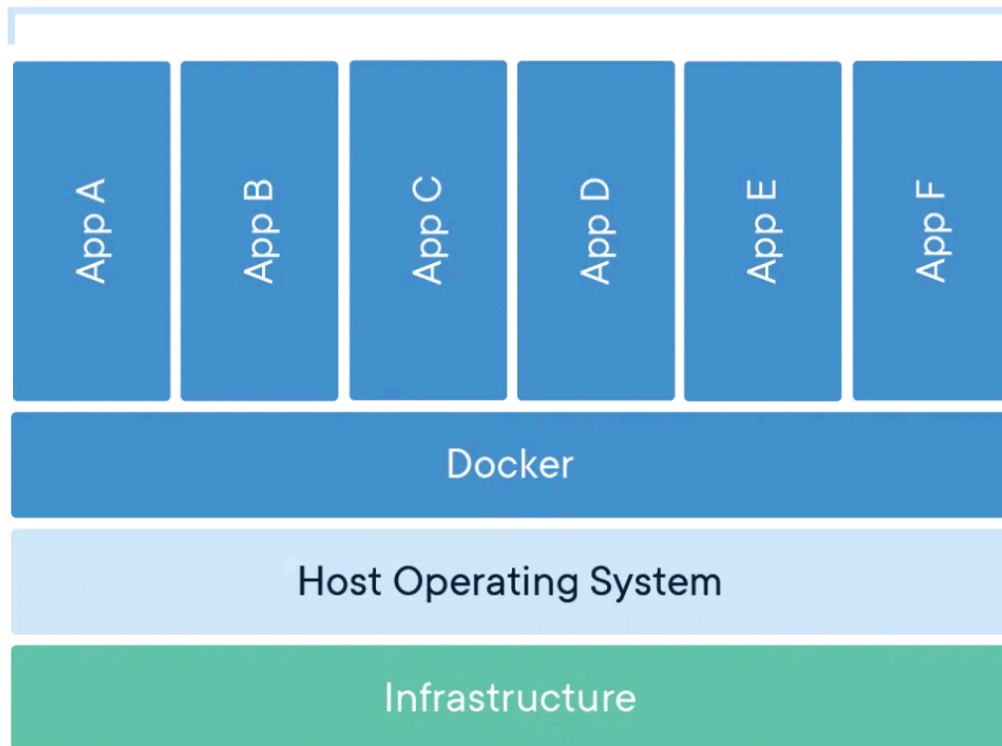 App A
App B
App C
App D
App E
App F
Docker
Host Operating System
Infrastructure